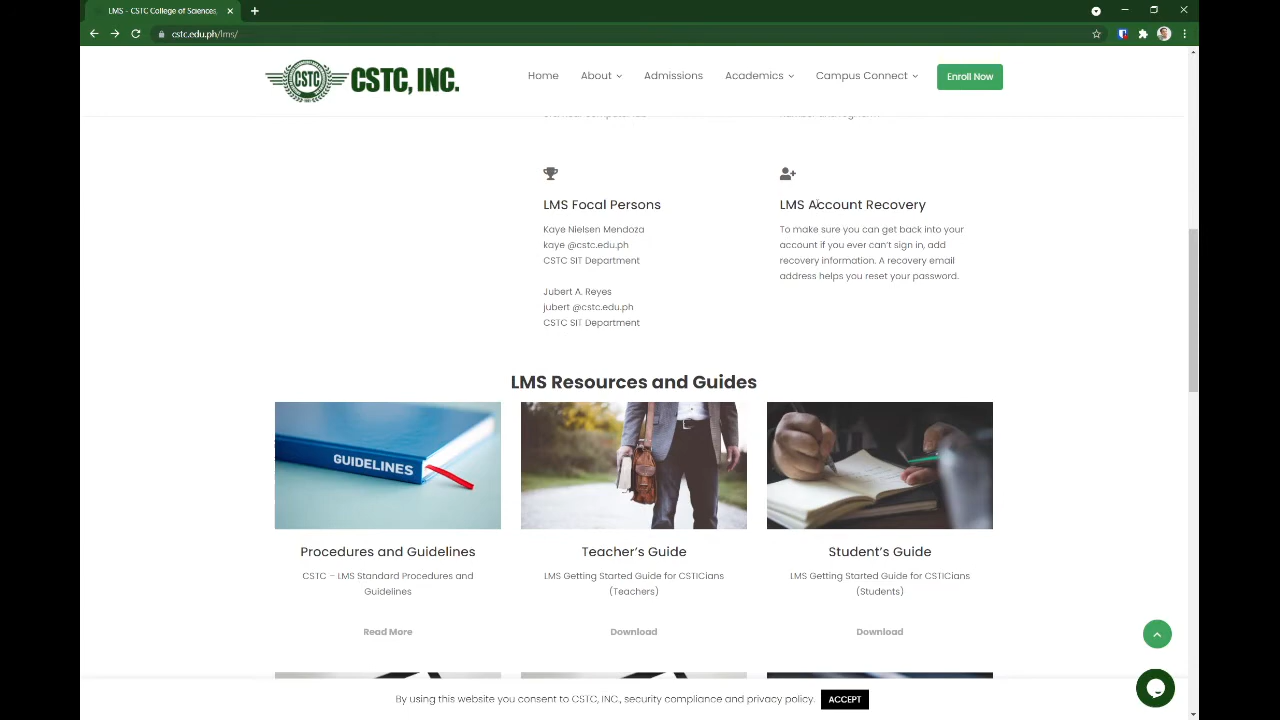 LMS - CSTC College of Sciences,
cstc.edu.ph/lms/
CSTC
CSTC, INC.
Home
About
Admissions
Academics
Campus Connect
Enroll Now
LMS Focal Persons
Kaye Nielsen Mendoza
kaye @cstc.edu.ph
CSTC SIT Department
Jubert A. Reyes
jubert @cstc.edu.ph
CSTC SIT Department
LMS Account Recovery
To make sure you can get back into your
account if you ever can’t sign in, add
recovery information. A recovery email
address helps you reset your password.
LMS Resources and Guides
GUIDELINES
Procedures and Guidelines
CSTC – LMS Standard Procedures and
Guidelines
Read More
Teacher’s Guide
LMS Getting Started Guide for CSTICians
(Teachers)
Download
Student’s Guide
LMS Getting Started Guide for CSTICians
(Students)
Download
By using this website you consent to CSTC, INC., security compliance and privacy policy.
ACCEPT